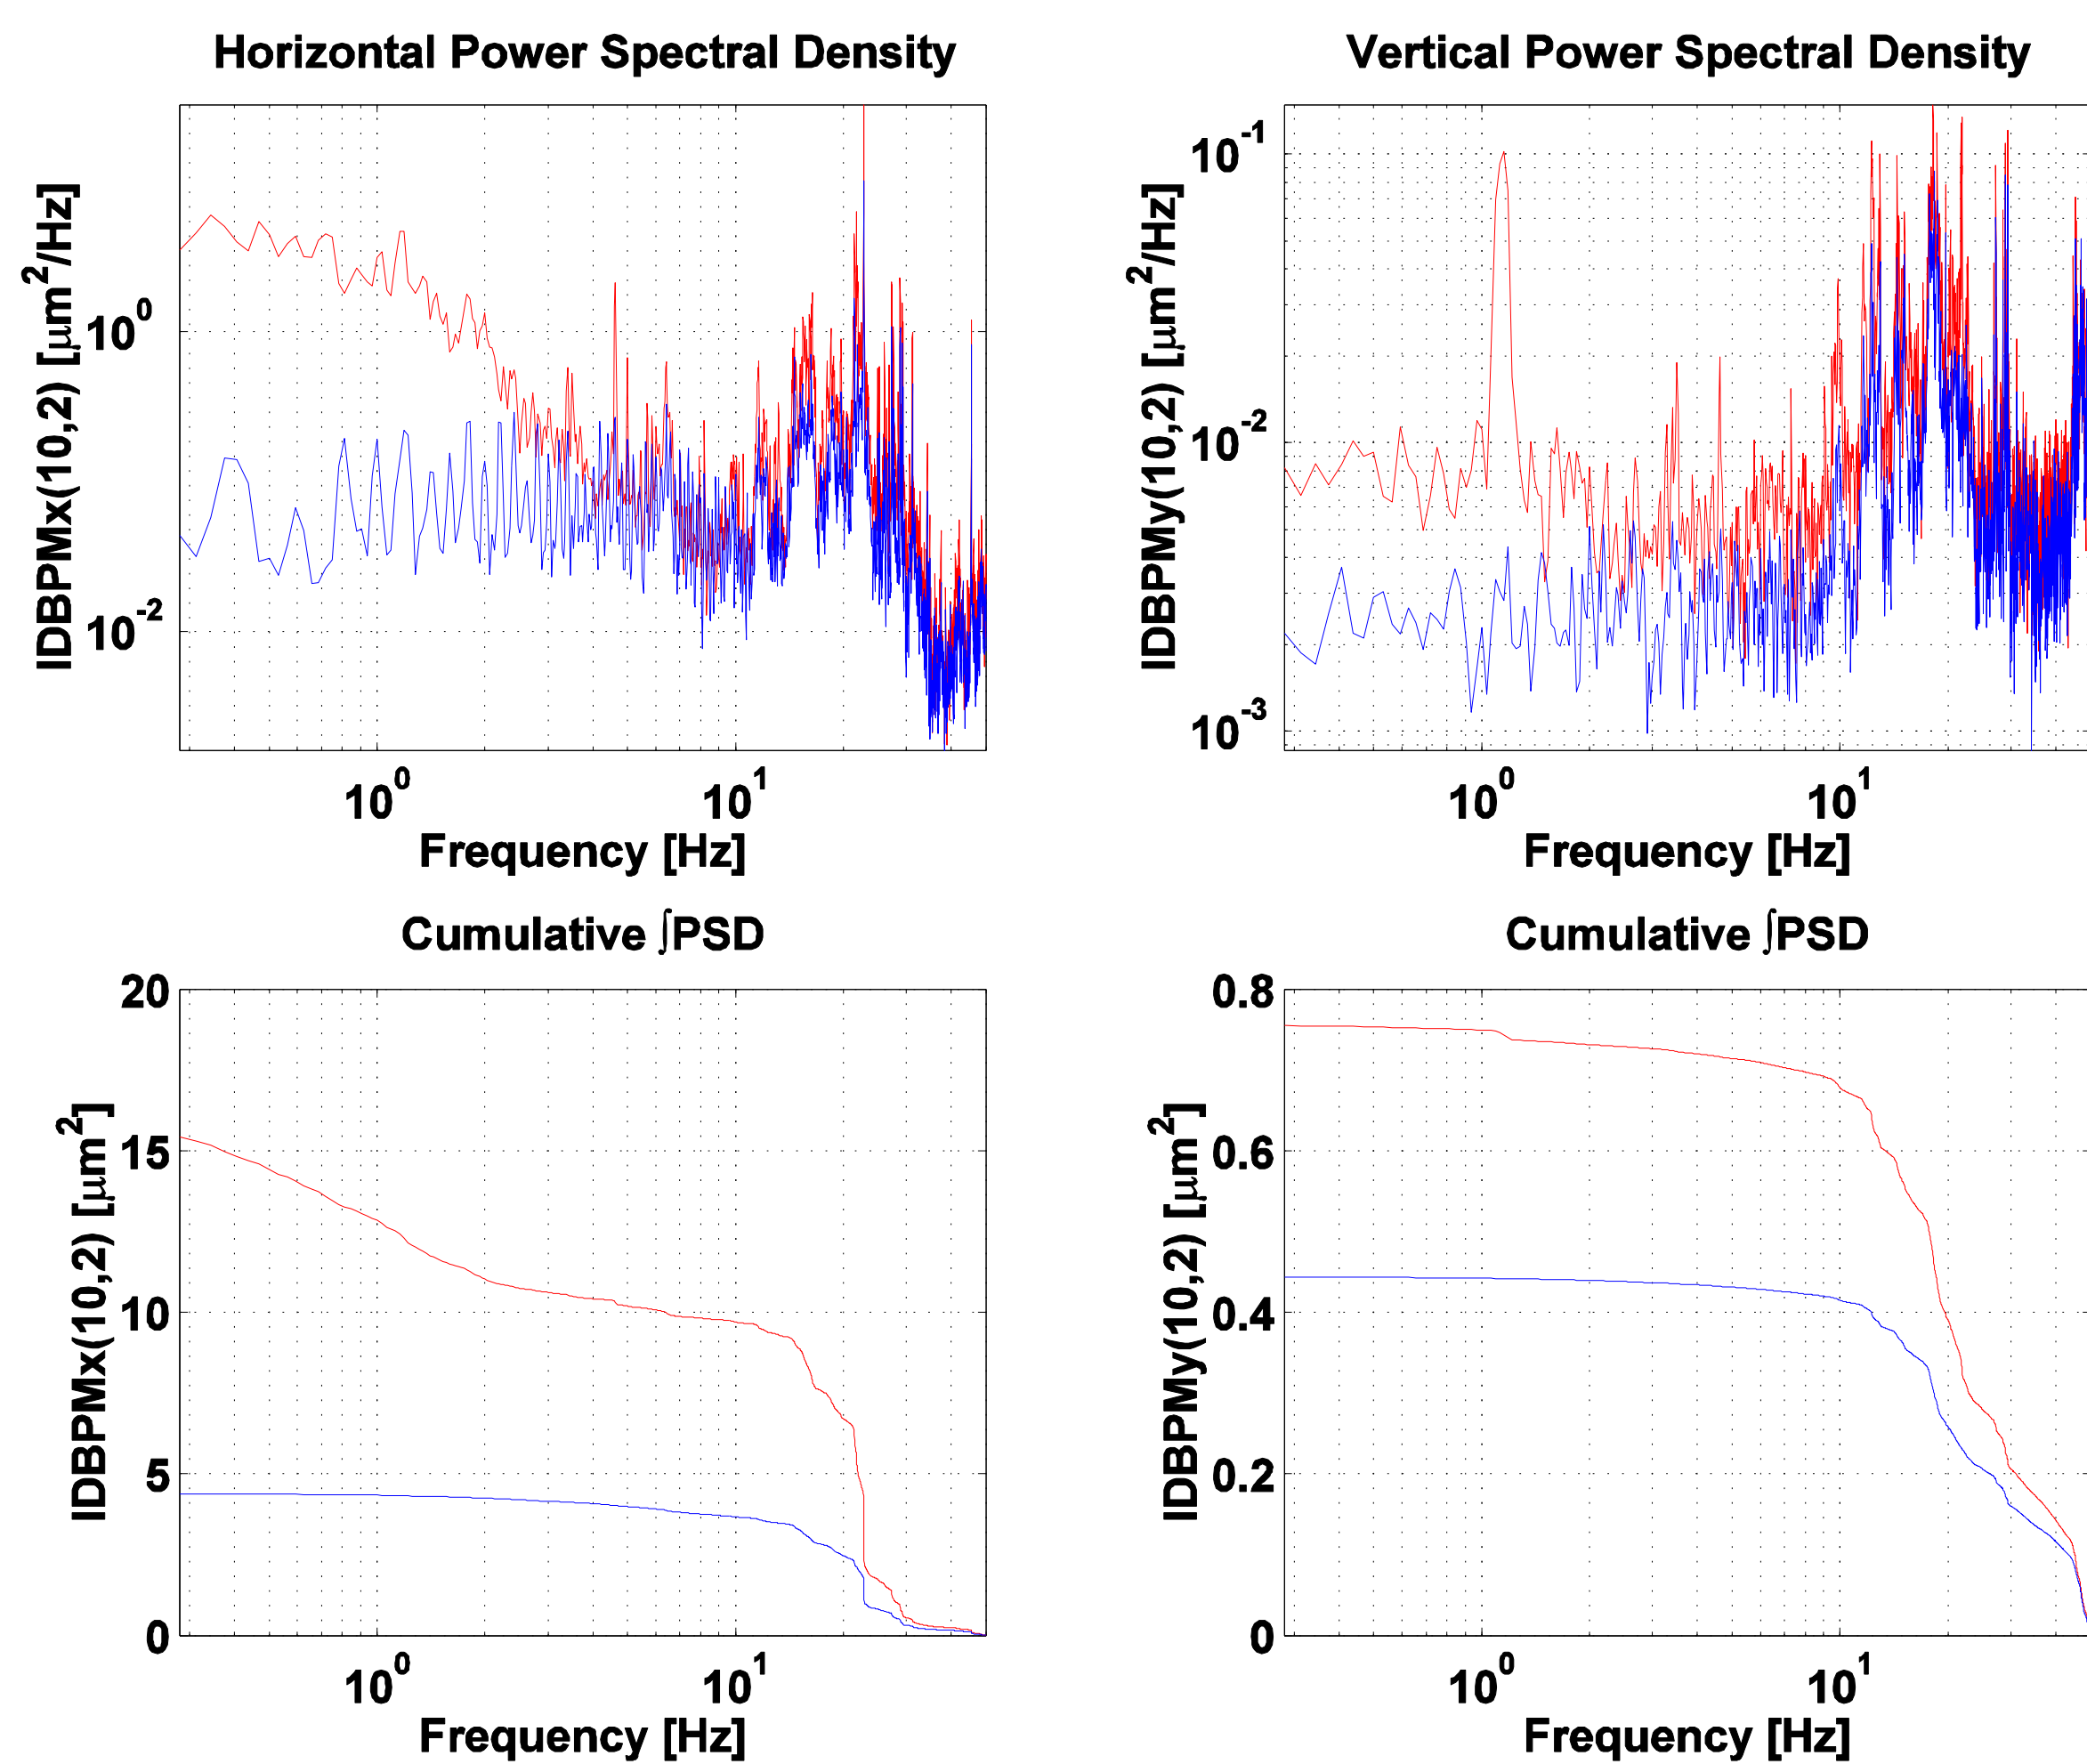 Horizontal Power Spectral Density
IDBPMx(10,2) [μm²/Hz]
10⁰
10⁻²
10⁰ 10¹
Frequency [Hz]
Vertical Power Spectral Density
IDBPMy(10,2) [μm²/Hz]
10⁻¹
10⁻²
10⁻³
10⁰ 10¹
Frequency [Hz]
Cumulative ∫PSD
IDBPMx(10,2) [μm²]
20
15
10
5
0
10⁰ 10¹
Frequency [Hz]
Cumulative ∫PSD
IDBPMy(10,2) [μm²]
0.8
0.6
0.4
0.2
0
10⁰ 10¹
Frequency [Hz]